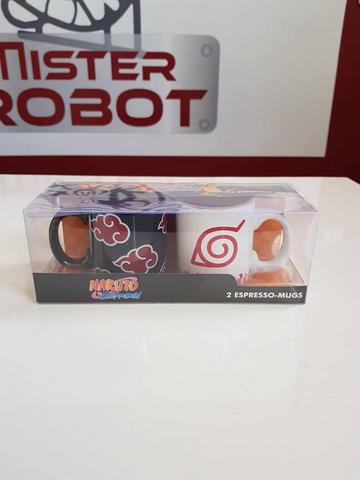 MISTER
ROBOT
NARUTO
SHIPPUDEN
2 ESPRESSO-MUGS